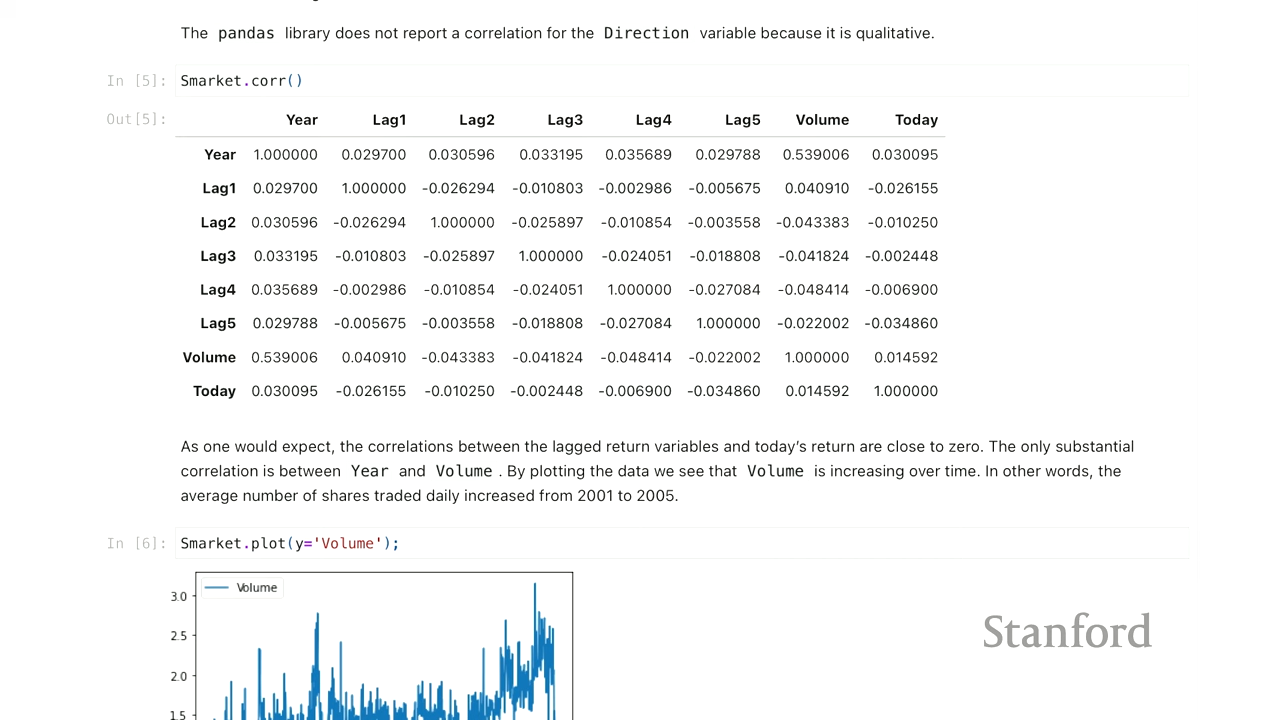 The pandas library does not report a correlation for the Direction variable because it is qualitative.
In [5]: Smarket.corr()
Out[5]: Year Lag1 Lag2 Lag3 Lag4 Lag5 Volume Today
Year 1.000000 0.029700 0.030596 0.033195 0.035689 0.029788 0.539006 0.030095
Lag1 0.029700 1.000000 -0.026294 -0.010803 -0.002986 -0.005675 0.040910 -0.026155
Lag2 0.030596 -0.026294 1.000000 -0.025897 -0.010854 -0.003558 -0.043383 -0.010250
Lag3 0.033195 -0.010803 -0.025897 1.000000 -0.024051 -0.018808 -0.041824 -0.002448
Lag4 0.035689 -0.002986 -0.010854 -0.024051 1.000000 -0.027084 -0.048414 -0.006900
Lag5 0.029788 -0.005675 -0.003558 -0.018808 -0.027084 1.000000 -0.022002 -0.034860
Volume 0.539006 0.040910 -0.043383 -0.041824 -0.048414 -0.022002 1.000000 0.014592
Today 0.030095 -0.026155 -0.010250 -0.002448 -0.006900 -0.034860 0.014592 1.000000
As one would expect, the correlations between the lagged return variables and today's return are close to zero. The only substantial
correlation is between Year and Volume . By plotting the data we see that Volume is increasing over time. In other words, the
average number of shares traded daily increased from 2001 to 2005.
In [6]: Smarket.plot(y='Volume');
Volume
3.0
2.5
2.0
1.5
Stanford